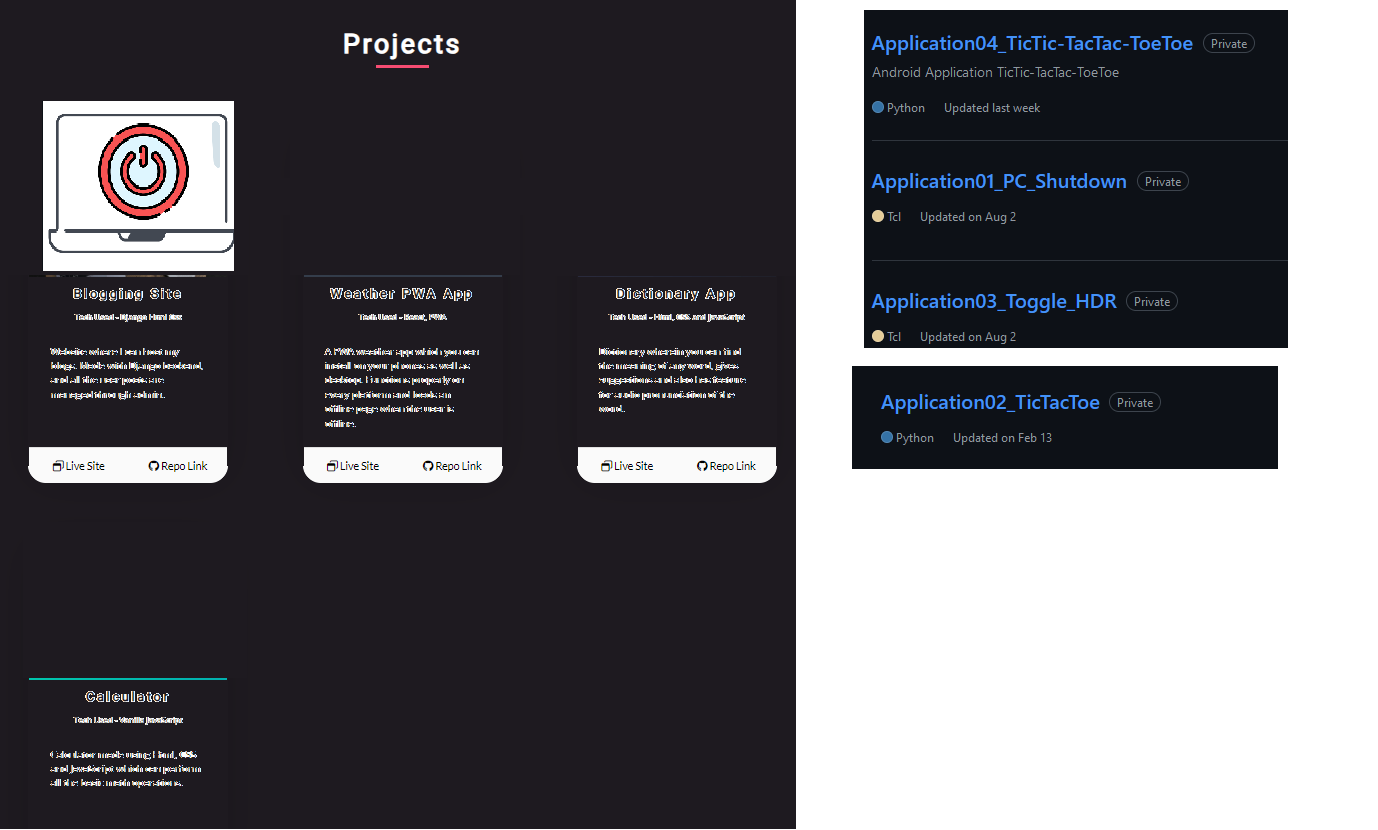 Projects
Blogging Site
Tech Used - Django Html Css
Website where I can host my
blogs. Made with Django backend,
and all the user posts are
managed through admin.
Live Site
Repo Link
Weather PWA App
Tech Used - React, PWA
A PWA weather app which you can
install on your phones as well as
desktop. Functions properly on
every platform and loads an
offline page when the user is
offline.
Live Site
Repo Link
Dictionary App
Tech Used - Html, CSS and JavaScript
Dictionary wherein you can find
the meaning of any word, gives
suggestions and also has feature
for audio pronunciation of the
word.
Live Site
Repo Link
Calculator
Tech Used - Vanilla JavaScript
Calculator made using Html, CSS
and JavaScript which can perform
all the basic math operations.
Application04_TicTic-TacTac-ToeToe Private
Android Application TicTic-TacTac-ToeToe
Python Updated last week
Application01_PC_Shutdown Private
Tcl Updated on Aug 2
Application03_Toggle_HDR Private
Tcl Updated on Aug 2
Application02_TicTacToe Private
Python Updated on Feb 13